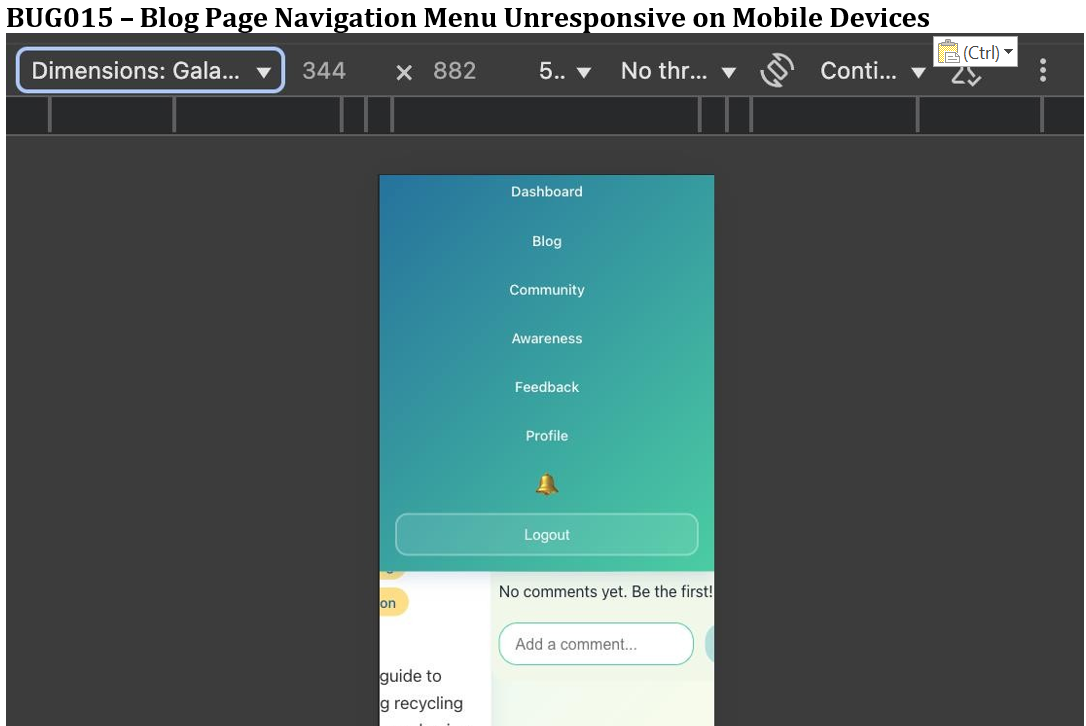 BUG015 – Blog Page Navigation Menu Unresponsive on Mobile Devices
(Ctrl)
Dimensions: Gala... 344 × 882 5.. No thr... Conti...
Dashboard
Blog
Community
Awareness
Feedback
Profile
Logout
on
No comments yet. Be the first!
Add a comment...
guide to
g recycling